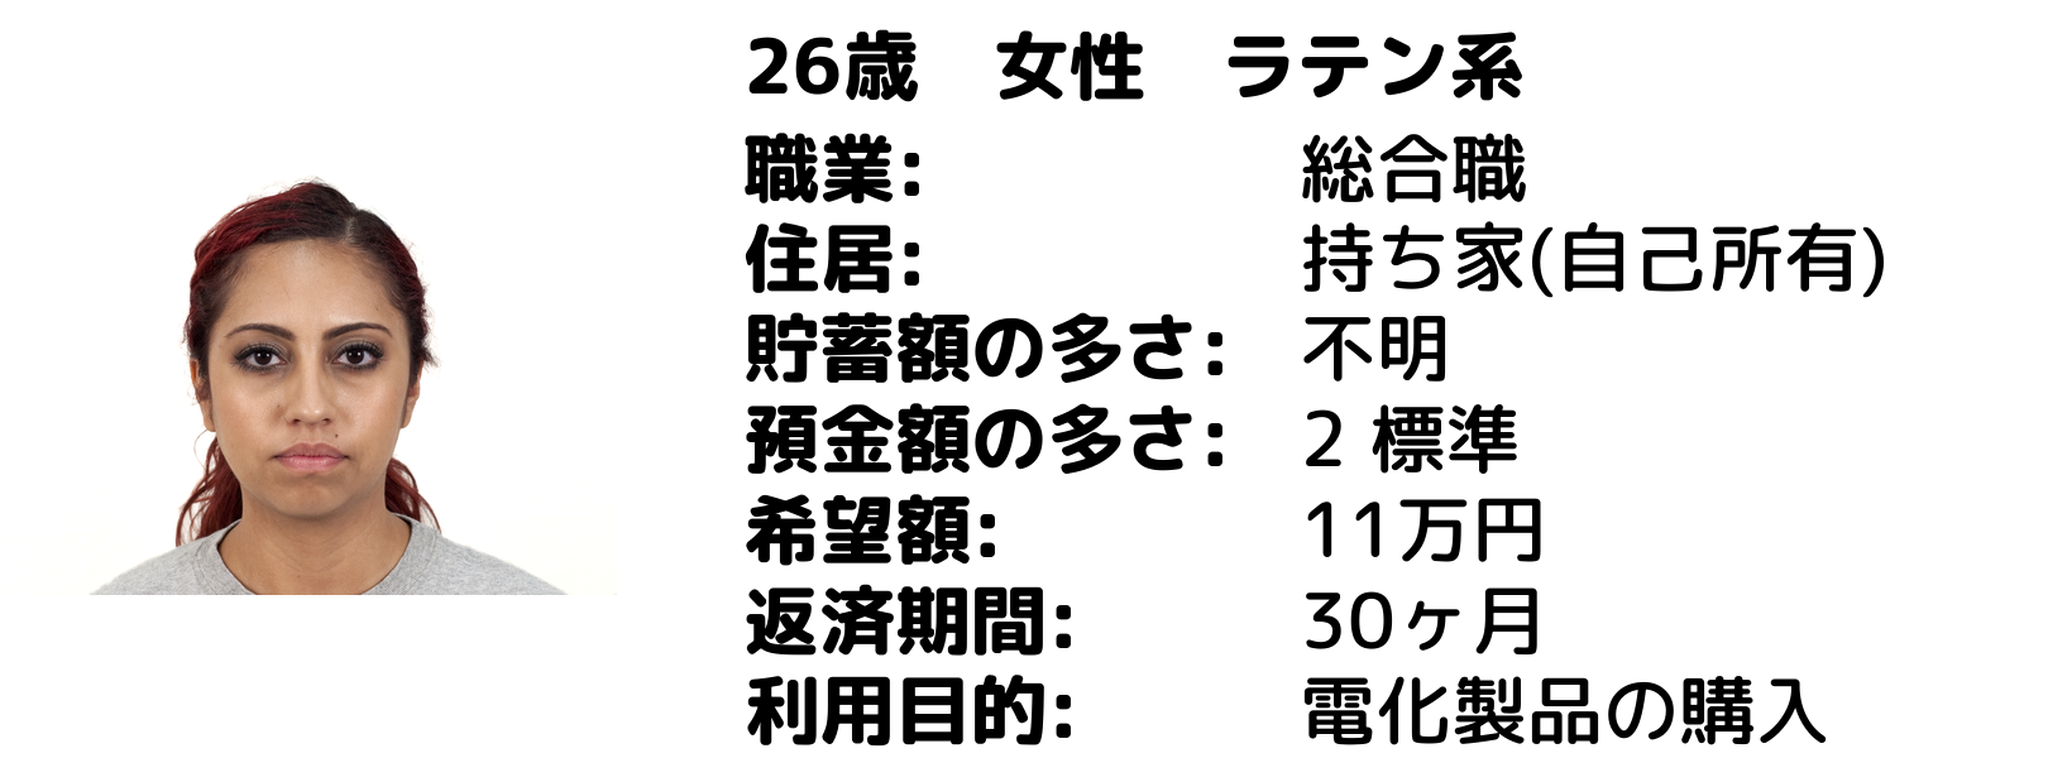 26歳　女性　ラテン系
職業: 総合職
住居: 持ち家(自己所有)
貯蓄額の多さ: 不明
預金額の多さ: 2 標準
希望額: 11万円
返済期間: 30ヶ月
利用目的: 電化製品の購入